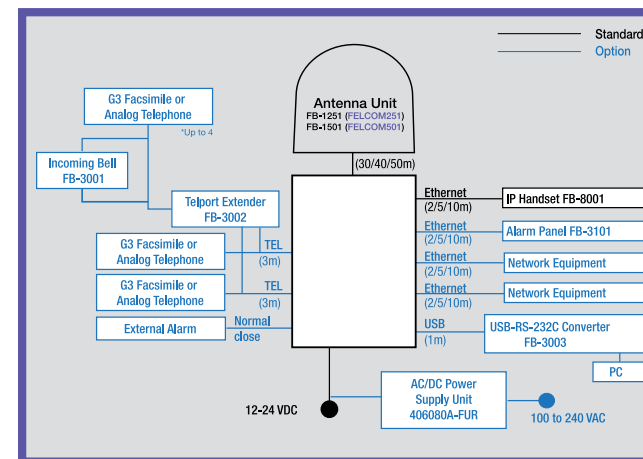 Standard
Option
G3 Facsimile or
Analog Telephone
*Up to 4
Incoming Bell
FB-3001
Telport Extender
FB-3002
G3 Facsimile or
Analog Telephone
TEL
(3m)
G3 Facsimile or
Analog Telephone
TEL
(3m)
External Alarm
Normal
close
Antenna Unit
FB-1251 (FELCOM251)
FB-1501 (FELCOM501)
(30/40/50m)
Ethernet
(2/5/10m)
IP Handset FB-8001
Ethernet
(2/5/10m)
Alarm Panel FB-3101
Ethernet
(2/5/10m)
Network Equipment
Ethernet
(2/5/10m)
Network Equipment
USB
(1m)
USB-RS-232C Converter
FB-3003
PC
12-24 VDC
AC/DC Power
Supply Unit
406080A-FUR
100 to 240 VAC